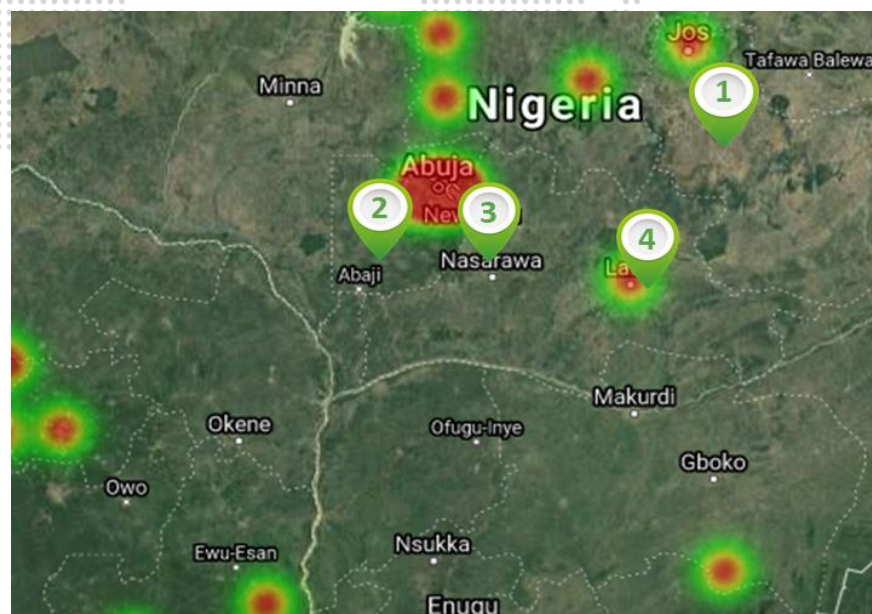 Jos
Tafawa Balewa
Minna
1
Nigeria
Abuja
2
3
4
Abaji
Nasarawa
Makurdi
Okene
Ofugu-Inye
Gboko
Owo
Nsukka
Ewu-Esan
Enugu